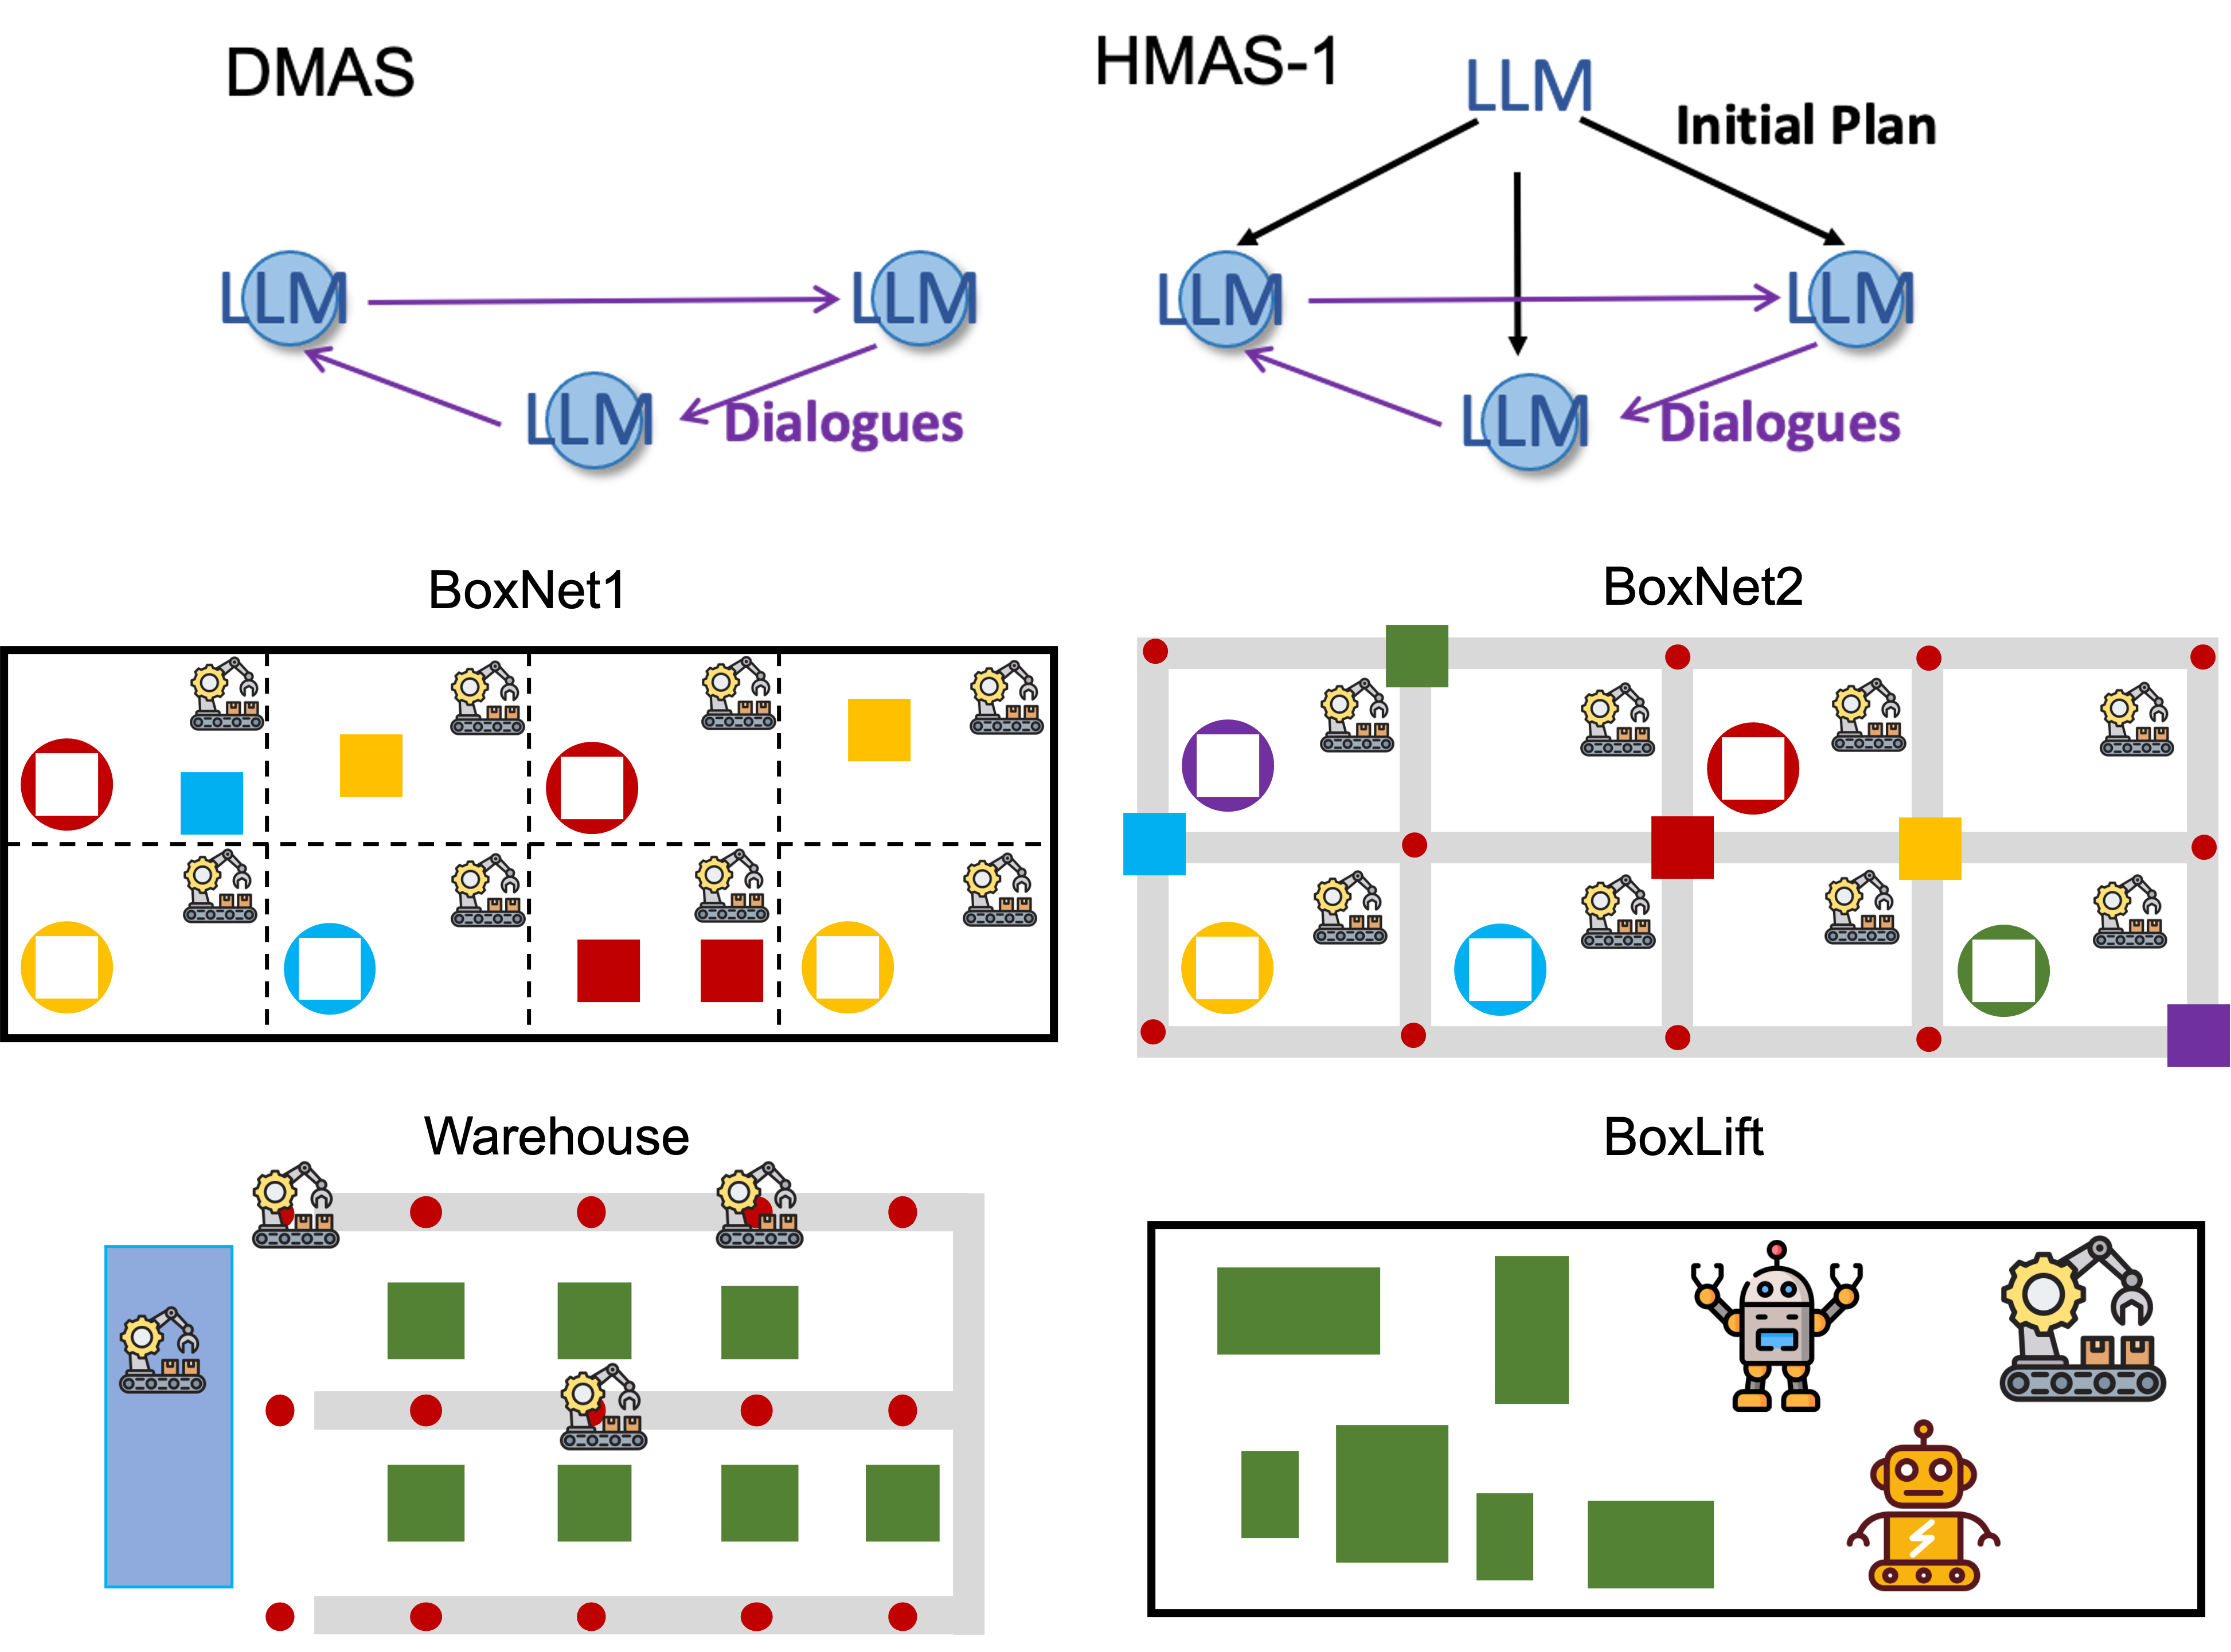 DMAS
HMAS-1
LLM
Initial Plan
LLM
LLM
LLM
Dialogues
LLM
LLM
LLM
Dialogues
BoxNet1
BoxNet2
Warehouse
BoxLift